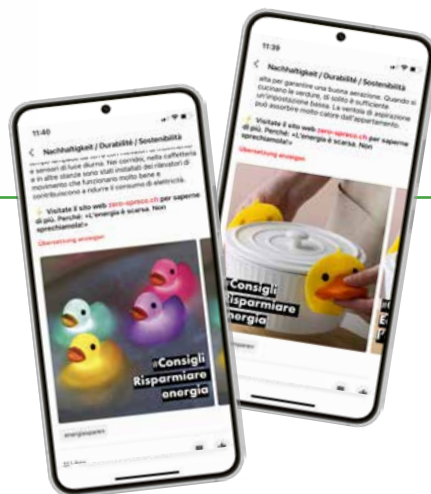 11:40
Nachhaltigkeit / Durabilité / Sostenibilità
e sensori di luce diurna. Nei corridoi, nella caffetteria
e in altre stanze sono stati installati dei rilevatori di
movimento che funzionano molto bene e
contribuiscono a ridurre il consumo di elettricità.
Visitate il sito web zero-spreco.ch per saperne
di più. Perché: «L'energia è scarsa. Non
sprechiamola!»
Übersetzung anzeigen
#Consigli
Risparmiare
energia
energiasparen
11:39
Nachhaltigkeit / Durabilité / Sostenibilità
alta per garantire una buona aerazione. Quando si
cucinano le verdure, di solito è sufficiente
un'impostazione bassa. La ventola di aspirazione
può assorbire molto calore dall'appartamento.
Visitate il sito web zero-spreco.ch per saperne
di più. Perché: «L'energia è scarsa. Non
sprechiamola!»
Übersetzung anzeigen
#Consigli
Risparmiare
energia